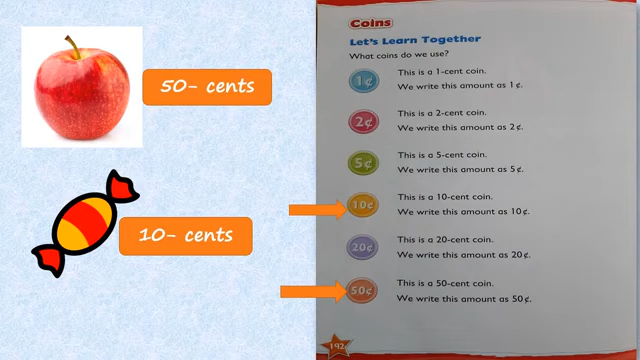 50- cents
10- cents
Coins
Let's Learn Together
What coins do we use?
1¢
This is a 1-cent coin.
We write this amount as 1¢.
2¢
This is a 2-cent coin.
We write this amount as 2¢.
5¢
This is a 5-cent coin.
We write this amount as 5¢.
10¢
This is a 10-cent coin.
We write this amount as 10¢.
20¢
This is a 20-cent coin.
We write this amount as 20¢.
50¢
This is a 50-cent coin.
We write this amount as 50¢.
192